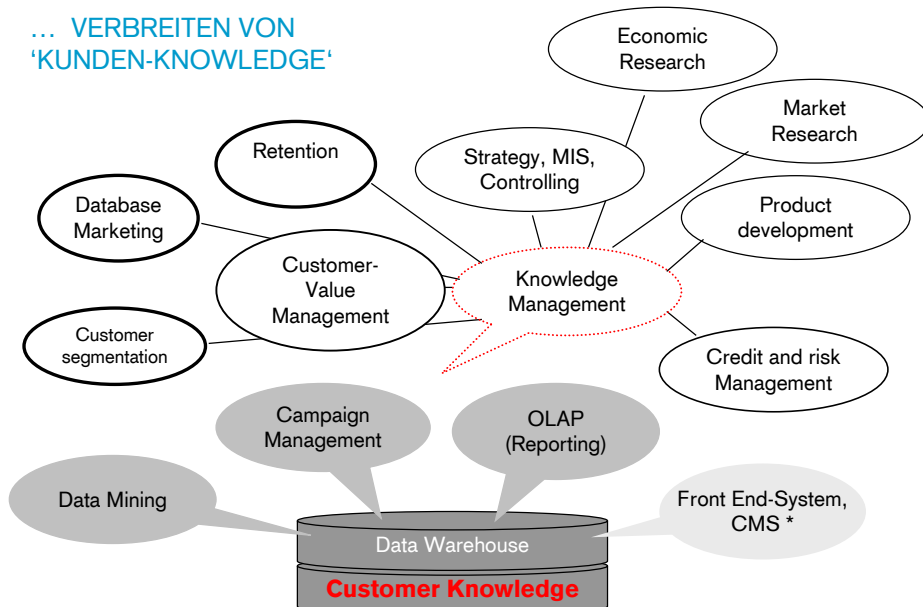 ... VERBREITEN VON
‘KUNDEN-KNOWLEDGE‘
Economic
Research
Market
Research
Retention
Strategy, MIS,
Controlling
Database
Marketing
Product
development
Customer-
Value
Management
Knowledge
Management
Customer
segmentation
Credit and risk
Management
Campaign
Management
OLAP
(Reporting)
Data Mining
Front End-System,
CMS *
Data Warehouse
Customer Knowledge